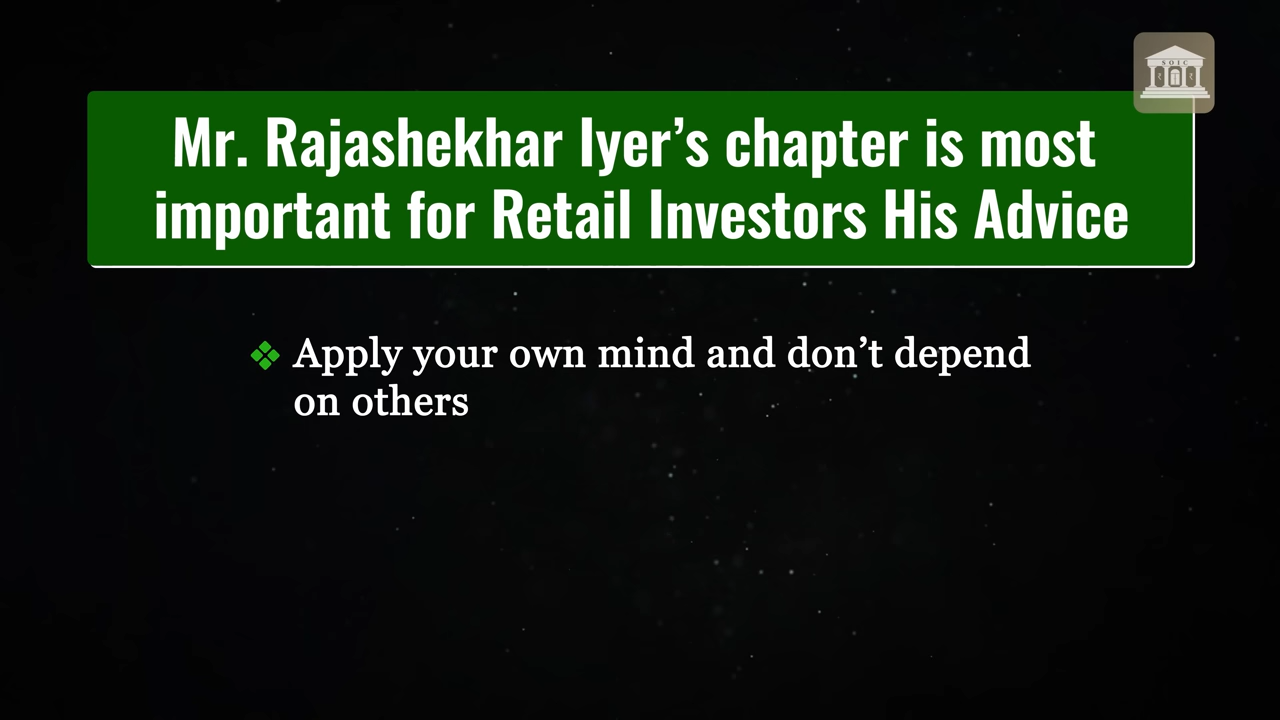 SOIC
Mr. Rajashekhar Iyer’s chapter is most
important for Retail Investors His Advice
Apply your own mind and don’t depend
on others